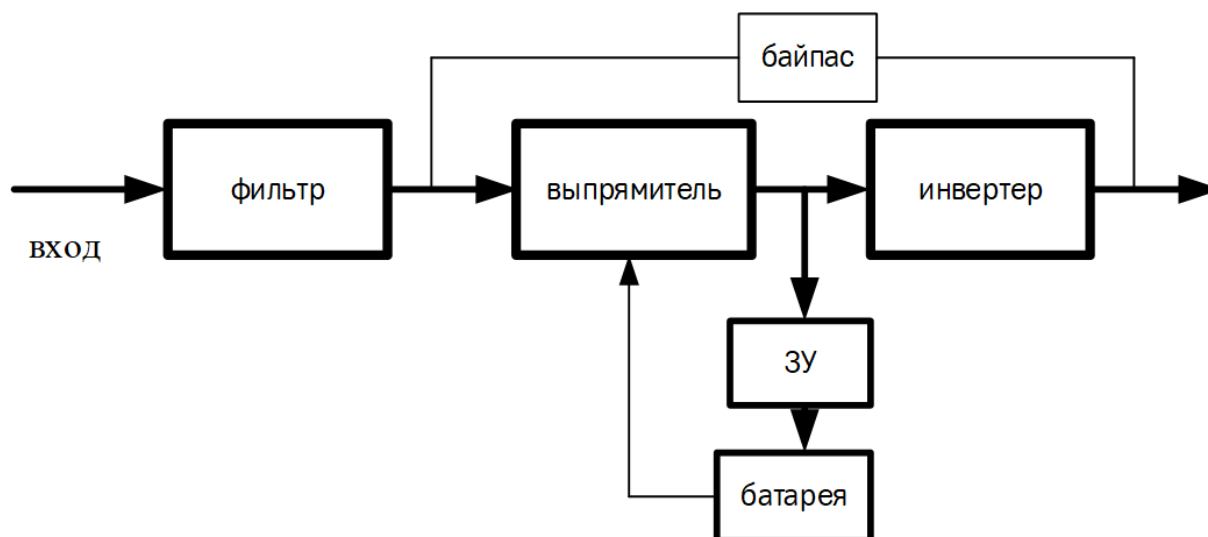 байпас
фильтр
выпрямитель
инвертер
вход
ЗУ
батарея